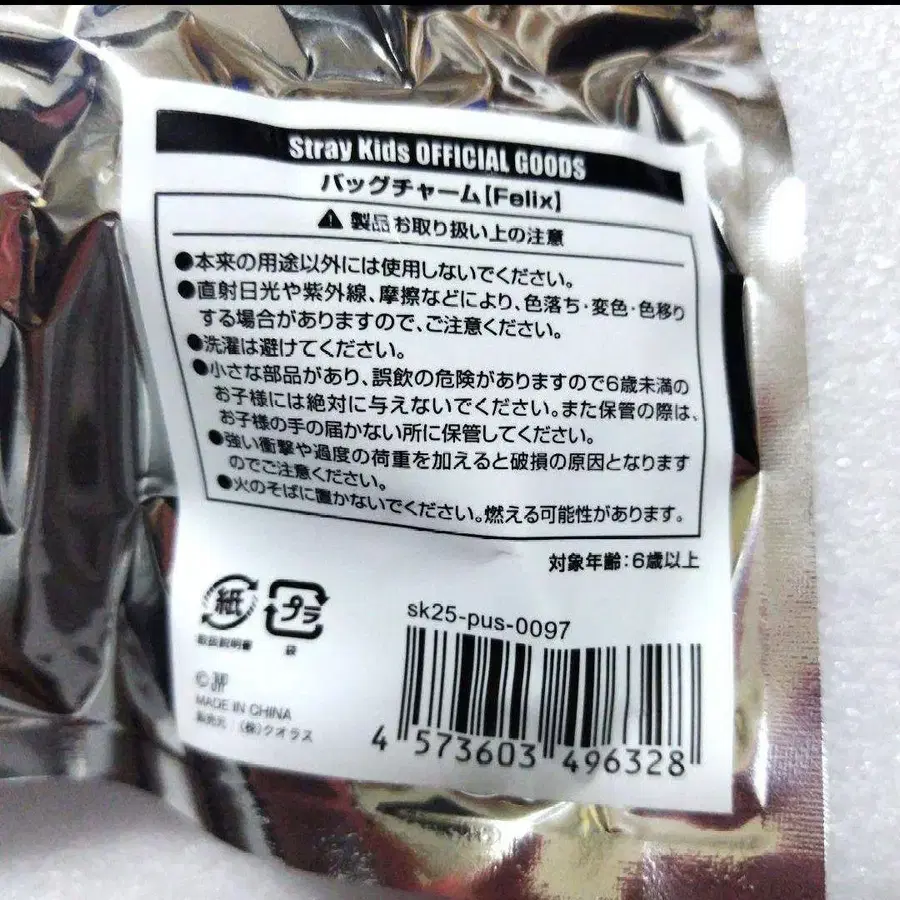 Stray Kids OFFICIAL GOODS
バッグチャーム【Felix】
⚠ 製品お取り扱い上の注意
●本来の用途以外には使用しないでください。
●直射日光や紫外線、摩擦などにより、色落ち・変色・色移り
する場合がありますので、ご注意ください。
●洗濯は避けてください。
●小さな部品があり、誤飲の危険がありますので6歳未満の
お子様には絶対に与えないでください。また保管の際は、
お子様の手の届かない所に保管してください。
●強い衝撃や過度の荷重を加えると破損の原因となります
のでご注意ください。
●火のそばに置かないでください。燃える可能性があります。
対象年齢:6歳以上
紙 プラ
取扱説明書 袋
sk25-pus-0097
©JYP
MADE IN CHINA
販売元 (株)クオラス
4 573603 496328